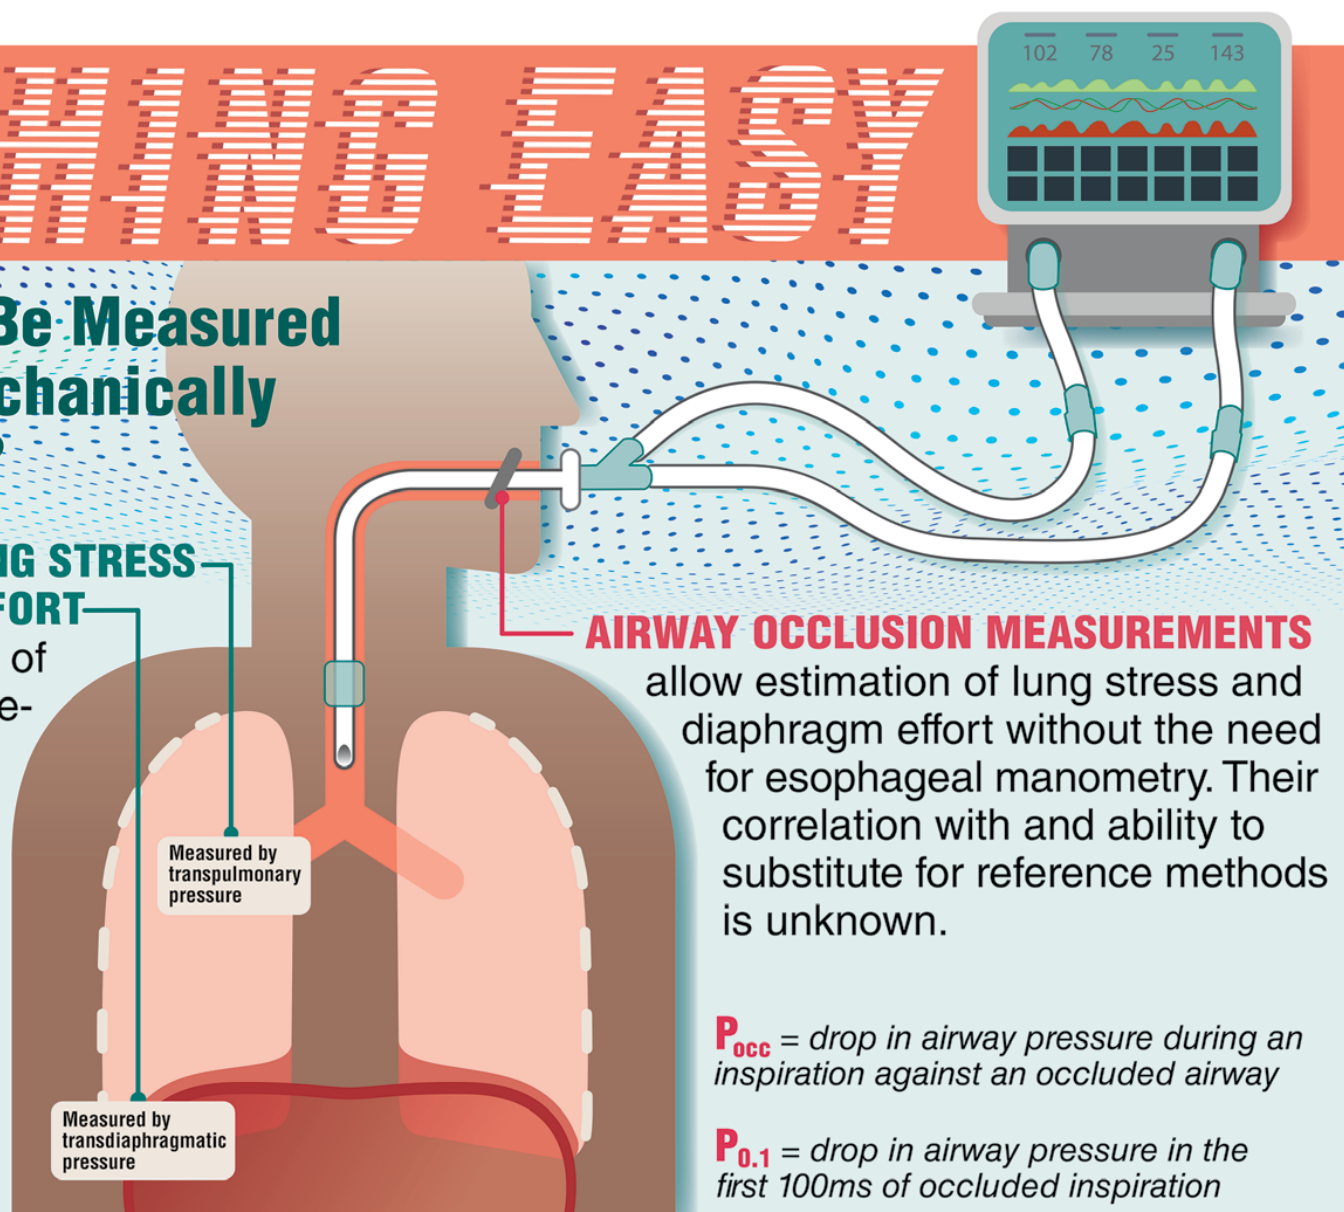 HING EASY
102 78 25 143
Be Measured
chanically
NG STRESS
FORT
of
e-
AIRWAY OCCLUSION MEASUREMENTS
allow estimation of lung stress and
diaphragm effort without the need
for esophageal manometry. Their
correlation with and ability to
substitute for reference methods
is unknown.
Measured by
transpulmonary
pressure
Measured by
transdiaphragmatic
pressure
Pocc = drop in airway pressure during an
inspiration against an occluded airway
P0.1 = drop in airway pressure in the
first 100ms of occluded inspiration